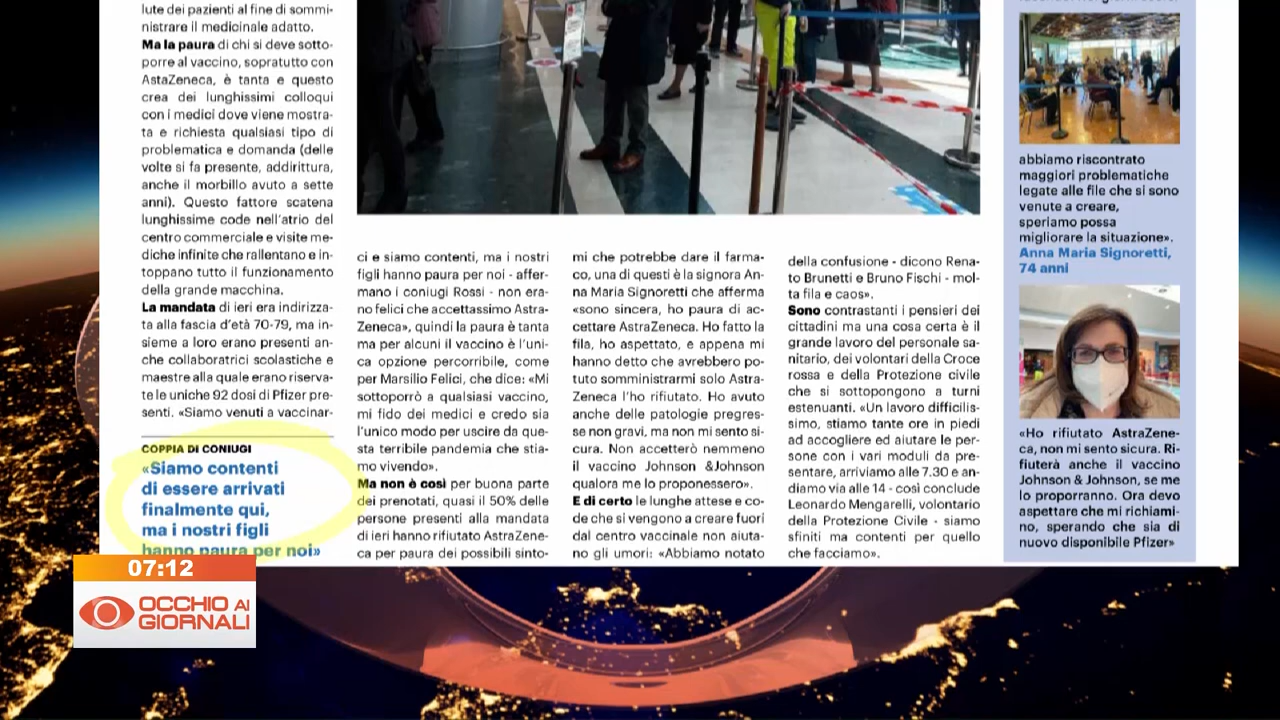 lute dei pazienti al fine di sommi-
nistrare il medicinale adatto.
Ma la paura di chi si deve sotto-
porre al vaccino, sopratutto con
AstaZeneca, è tanta e questo
crea dei lunghissimi colloqui
con i medici dove viene mostra-
ta e richiesta qualsiasi tipo di
problematica e domanda (delle
volte si fa presente, addirittura,
anche il morbillo avuto a sette
anni). Questo fattore scatena
lunghissime code nell'atrio del
centro commerciale e visite me-
diche infinite che rallentano e in-
toppano tutto il funzionamento
della grande macchina.
La mandata di ieri era indirizza-
ta alla fascia d'età 70-79, ma in-
sieme a loro erano presenti an-
che collaboratrici scolastiche e
maestre alla quale erano riserva-
te le uniche 92 dosi di Pfizer pre-
senti. «Siamo venuti a vaccinar-
COPPIA DI CONIUGI
«Siamo contenti
di essere arrivati
finalmente qui,
ma i nostri figli
hanno paura per noi»
ci e siamo contenti, ma i nostri
figli hanno paura per noi - affer-
mano i coniugi Rossi - non era-
no felici che accettassimo Astra-
Zeneca», quindi la paura è tanta
ma per alcuni il vaccino è l'uni-
ca opzione percorribile, come
per Marsilio Felici, che dice: «Mi
sottoporrò a qualsiasi vaccino,
mi fido dei medici e credo sia
l'unico modo per uscire da que-
sta terribile pandemia che stia-
mo vivendo».
Ma non è così per buona parte
dei prenotati, quasi il 50% delle
persone presenti alla mandata
di ieri hanno rifiutato AstraZene-
ca per paura dei possibili sinto-
mi che potrebbe dare il farma-
co, una di questi è la signora An-
na Maria Signoretti che afferma
«sono sincera, ho paura di ac-
cettare AstraZeneca. Ho fatto la
fila, ho aspettato, e appena mi
hanno detto che avrebbero po-
tuto somministrarmi solo Astra-
Zeneca l'ho rifiutato. Ho avuto
anche delle patologie pregres-
se non gravi, ma non mi sento si-
cura. Non accetterò nemmeno
il vaccino Johnson &Johnson
qualora me lo proponessero».
E di certo le lunghe attese e co-
de che si vengono a creare fuori
dal centro vaccinale non aiuta-
no gli umori: «Abbiamo notato
della confusione - dicono Rena-
to Brunetti e Bruno Fischi - mol-
ta fila e caos».
Sono contrastanti i pensieri dei
cittadini ma una cosa certa è il
grande lavoro del personale sa-
nitario, dei volontari della Croce
rossa e della Protezione civile
che si sottopongono a turni
estenuanti. «Un lavoro difficilis-
simo, stiamo tante ore in piedi
ad accogliere ed aiutare le per-
sone con i vari moduli da pre-
sentare, arriviamo alle 7.30 e an-
diamo via alle 14 - così conclude
Leonardo Mengarelli, volontario
della Protezione Civile - siamo
sfiniti ma contenti per quello
che facciamo».
abbiamo riscontrato
maggiori problematiche
legate alle file che si sono
venute a creare,
speriamo possa
migliorare la situazione».
Anna Maria Signoretti,
74 anni
«Ho rifiutato AstraZene-
ca, non mi sento sicura. Ri-
fiuterà anche il vaccino
Johnson & Johnson, se me
lo proporranno. Ora devo
aspettare che mi richiami-
no, sperando che sia di
nuovo disponibile Pfizer»
07:12
OCCHIO AI
GIORNALI